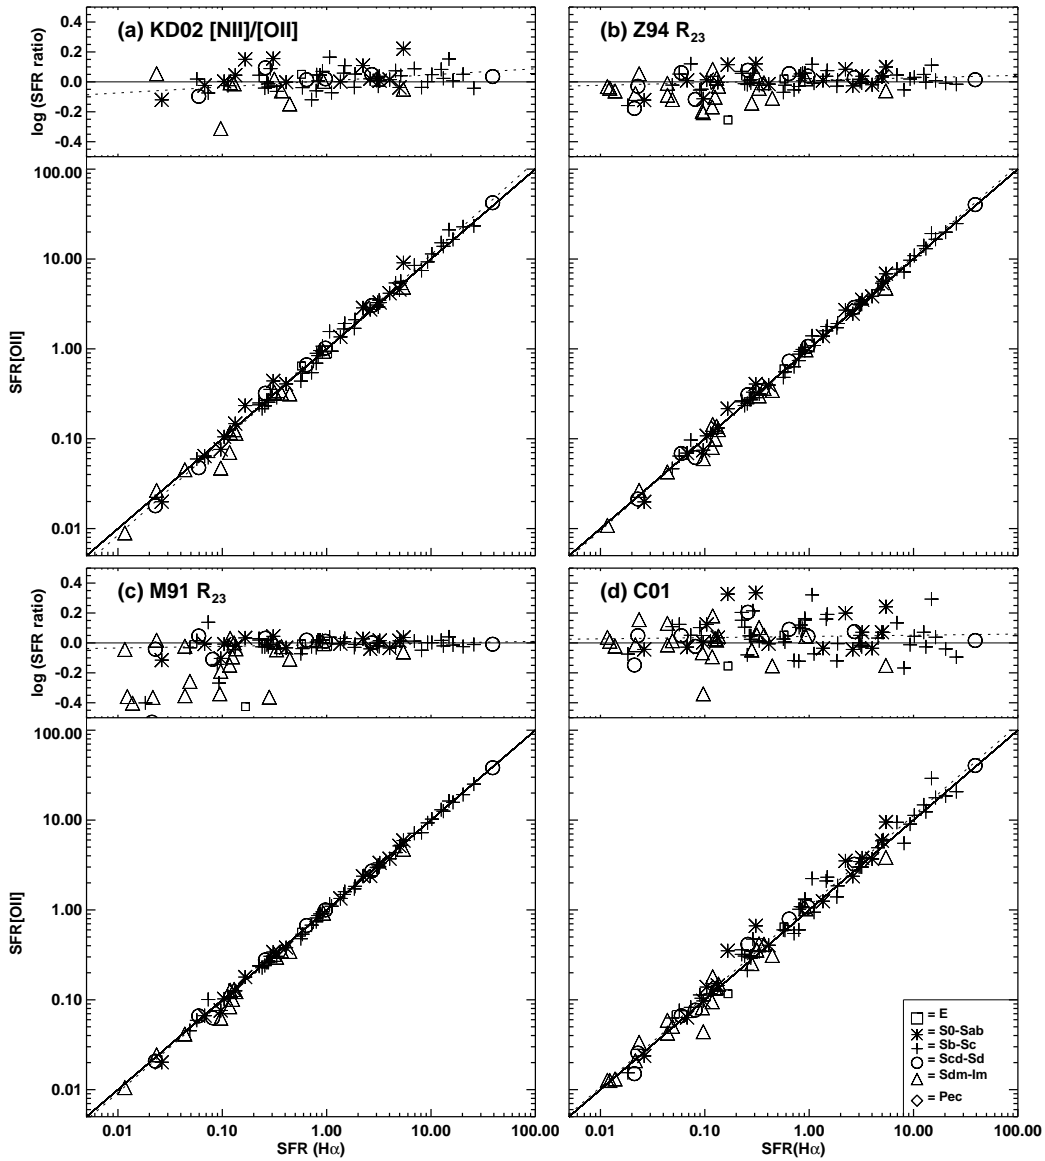 (a) KD02 [NII]/[OII]
log (SFR ratio)
0.4
0.2
0.0
-0.2
-0.4
SFR[OII]
100.00
10.00
1.00
0.10
0.01
(b) Z94 R23
(c) M91 R23
log (SFR ratio)
0.4
0.2
0.0
-0.2
-0.4
SFR[OII]
100.00
10.00
1.00
0.10
0.01
0.01 0.10 1.00 10.00 100.00
SFR (Hα)
(d) C01
= E
= S0-Sab
= Sb-Sc
= Scd-Sd
= Sdm-Im
= Pec
0.01 0.10 1.00 10.00 100.00
SFR(Hα)